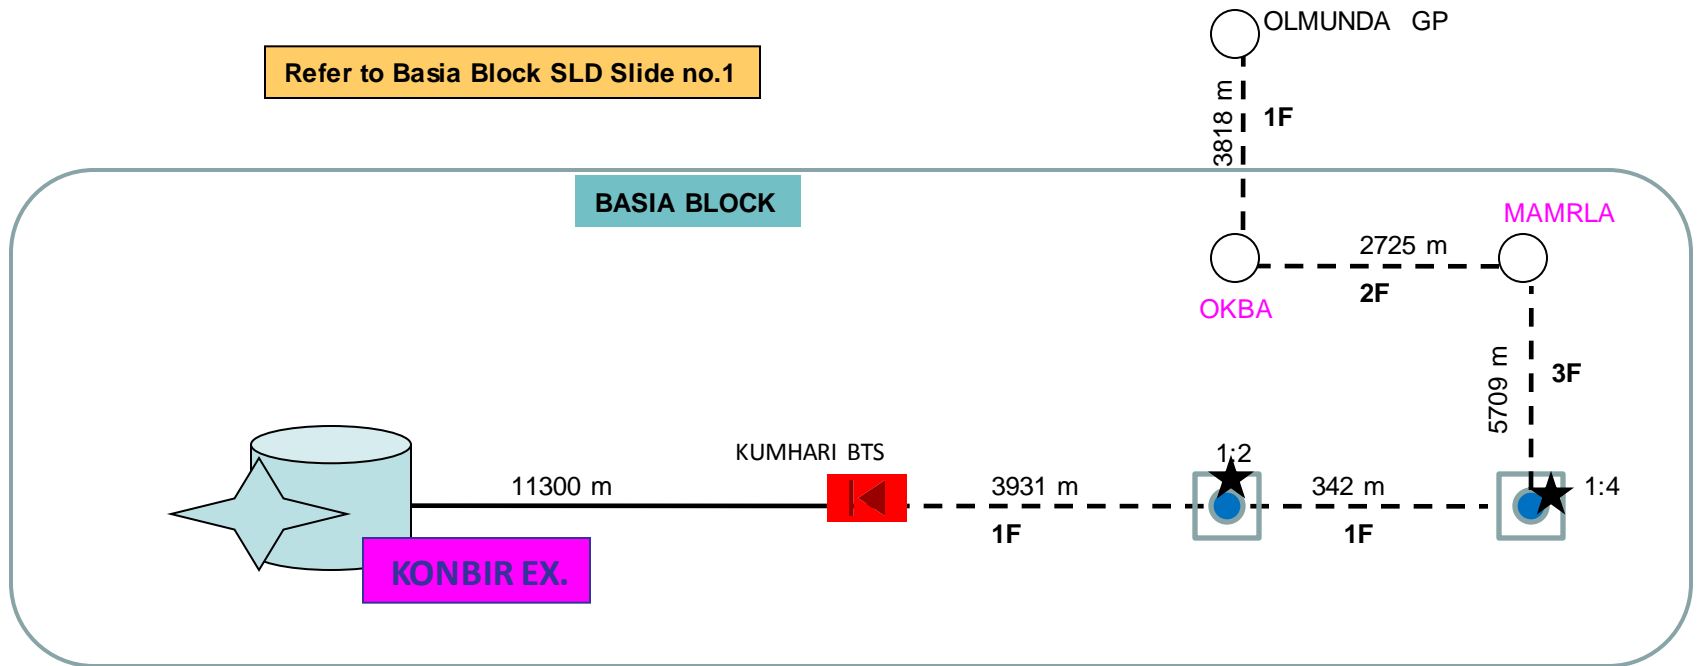 OLMUNDA GP
Refer to Basia Block SLD Slide no.1
3818 m
1F
BASIA BLOCK
MAMRLA
2725 m
2F
OKBA
5709 m
3F
KUMHARI BTS
1:2
11300 m
3931 m
342 m
1:4
1F
1F
KONBIR EX.